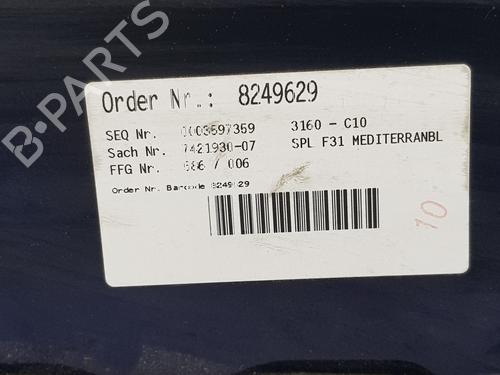 B-PARTS
Order Nr.: 8249629
SEQ Nr. 0003597359 3160 - C10
Sach Nr. 7421930-07 SPL F31 MEDITERRANBL
FFG Nr. / 006
Order Nr. Barcode 8249629
10